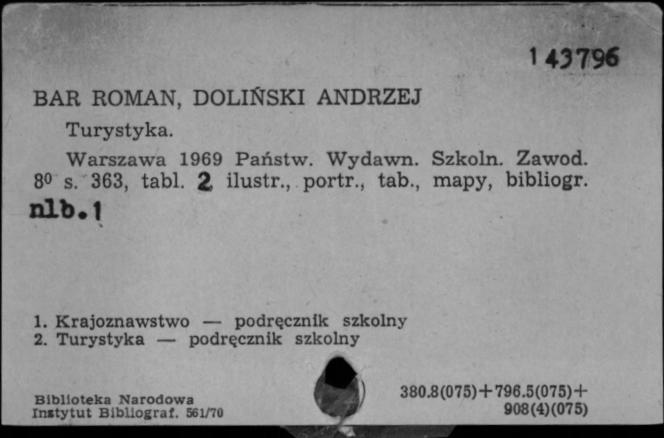 143796
BAR ROMAN, DOLIŃSKI ANDRZEJ
Turystyka.
Warszawa 1969 Państw. Wydawn. Szkoln. Zawod.
8⁰ s. 363, tabl. 2 ilustr., portr., tab., mapy, bibliogr.
nlb.1
1. Krajoznawstwo — podręcznik szkolny
2. Turystyka — podręcznik szkolny
Biblioteka Narodowa
Instytut Bibliograf. 561/70
380.8(075)+796.5(075)+
908(4)(075)